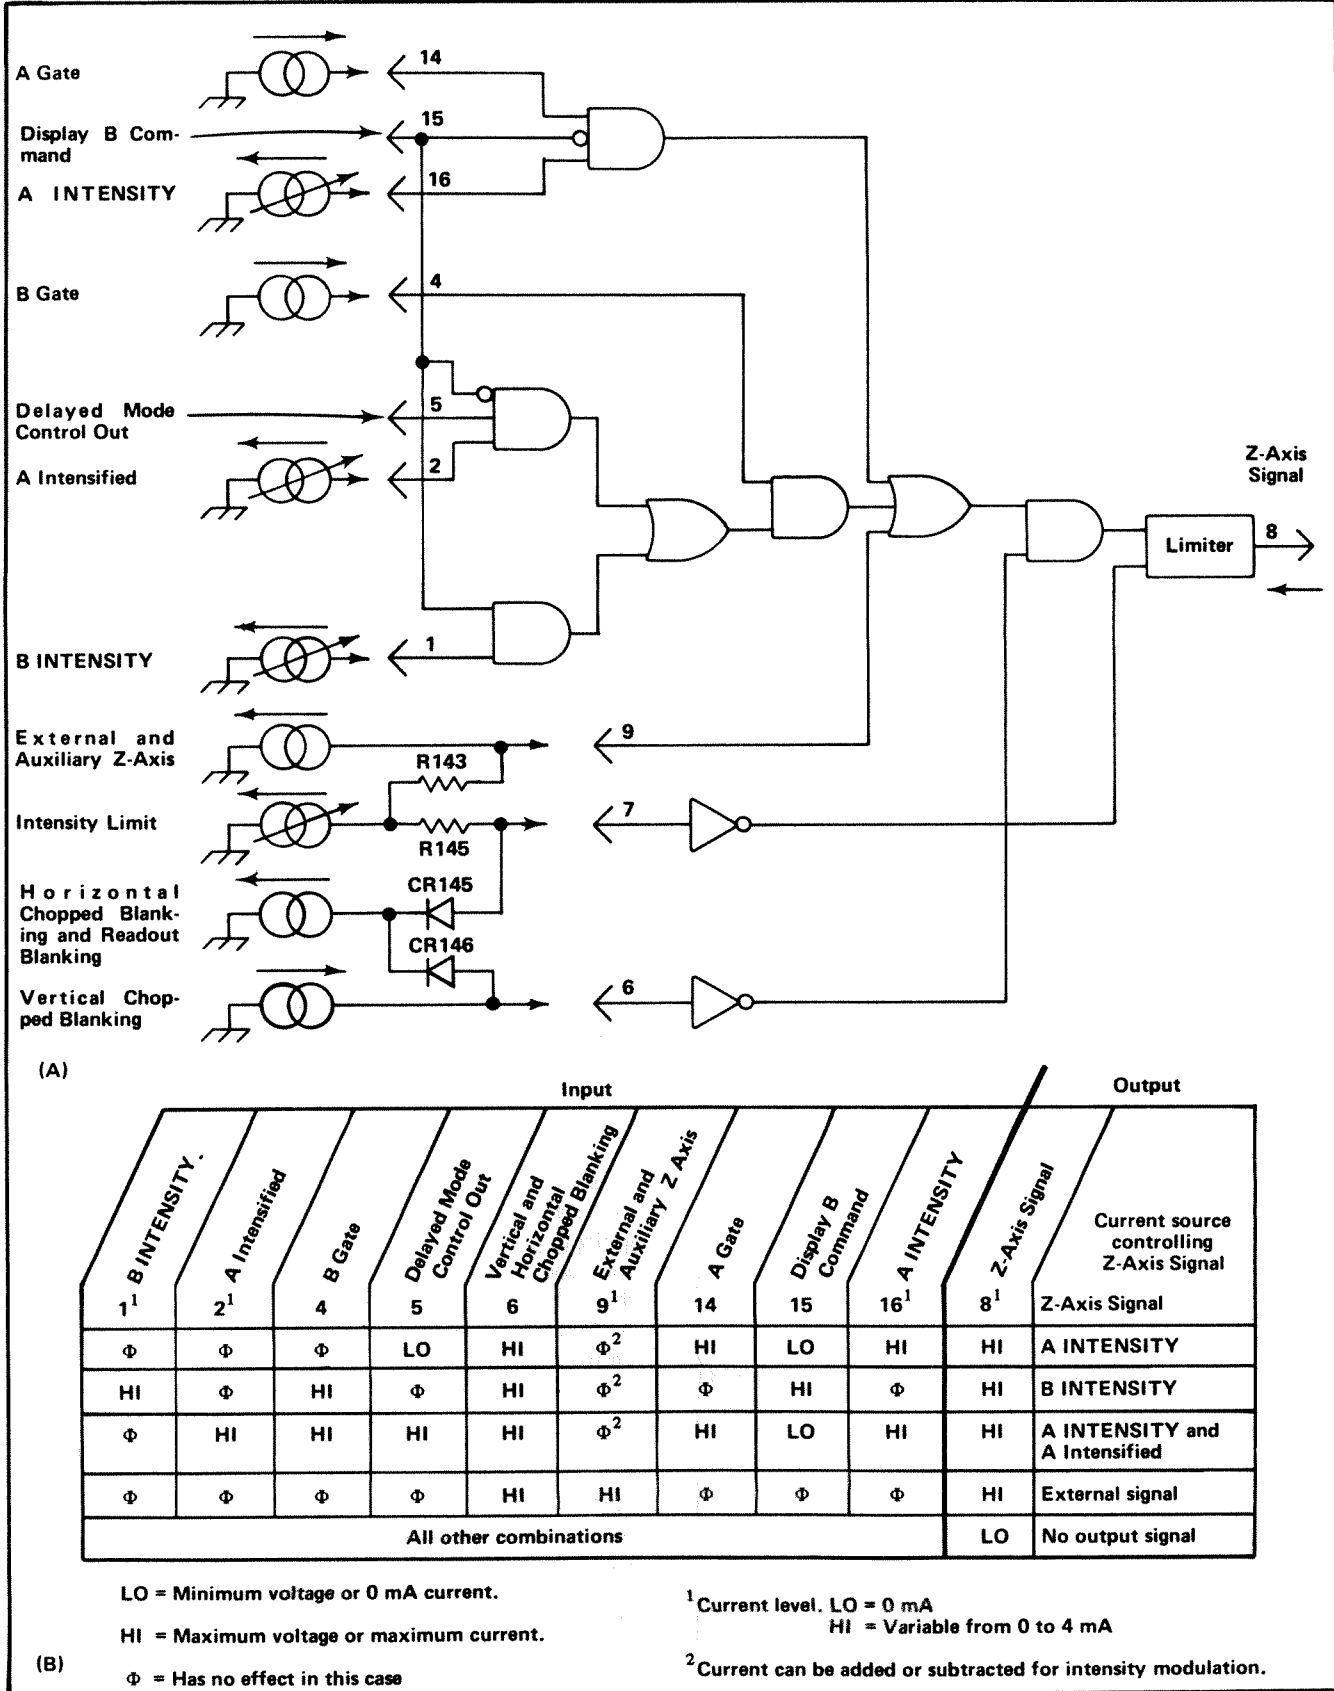 A Gate
14
Display B Com-
mand
15
A INTENSITY
16
B Gate
4
Delayed Mode
Control Out
5
A Intensified
2
Z-Axis
Signal
Limiter
8
B INTENSITY
1
External and
Auxiliary Z-Axis
9
R143
Intensity Limit
7
R145
Horizontal
Chopped Blank-
ing and Readout
Blanking
CR145
CR146
Vertical Chop-
ped Blanking
6
(A)
Input
Output
B INTENSITY.
A Intensified
B Gate
Delayed Mode
Control Out
Vertical and
Horizontal
Chopped Blanking
External and
Auxiliary Z Axis
A Gate
Display B
Command
A INTENSITY
Z-Axis Signal
Current source
controlling
Z-Axis Signal
1¹ 2¹ 4 5 6 9¹ 14 15 16¹ 8¹ Z-Axis Signal
Φ Φ Φ LO HI Φ² HI LO HI HI A INTENSITY
HI Φ HI Φ HI Φ² Φ HI Φ HI B INTENSITY
Φ HI HI HI HI Φ² HI LO HI HI A INTENSITY and
A Intensified
Φ Φ Φ Φ HI HI Φ Φ Φ HI External signal
All other combinations LO No output signal
LO = Minimum voltage or 0 mA current.
HI = Maximum voltage or maximum current.
Φ = Has no effect in this case
¹Current level. LO = 0 mA
HI = Variable from 0 to 4 mA
²Current can be added or subtracted for intensity modulation.
(B)